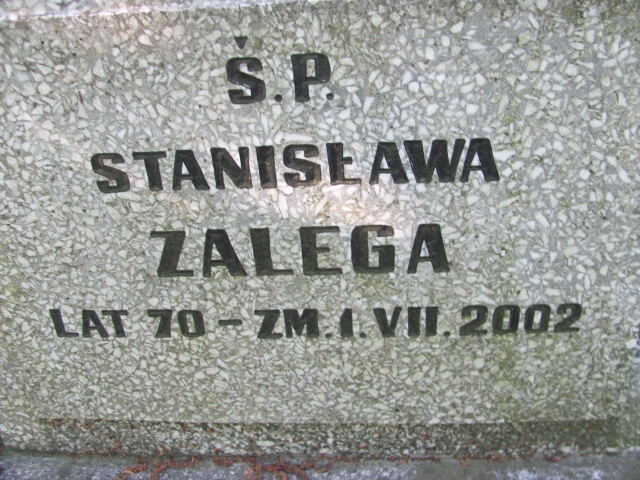 Ś.P.
STANISŁAWA
ZALEGA
LAT 70 - ZM.1.VII.2002